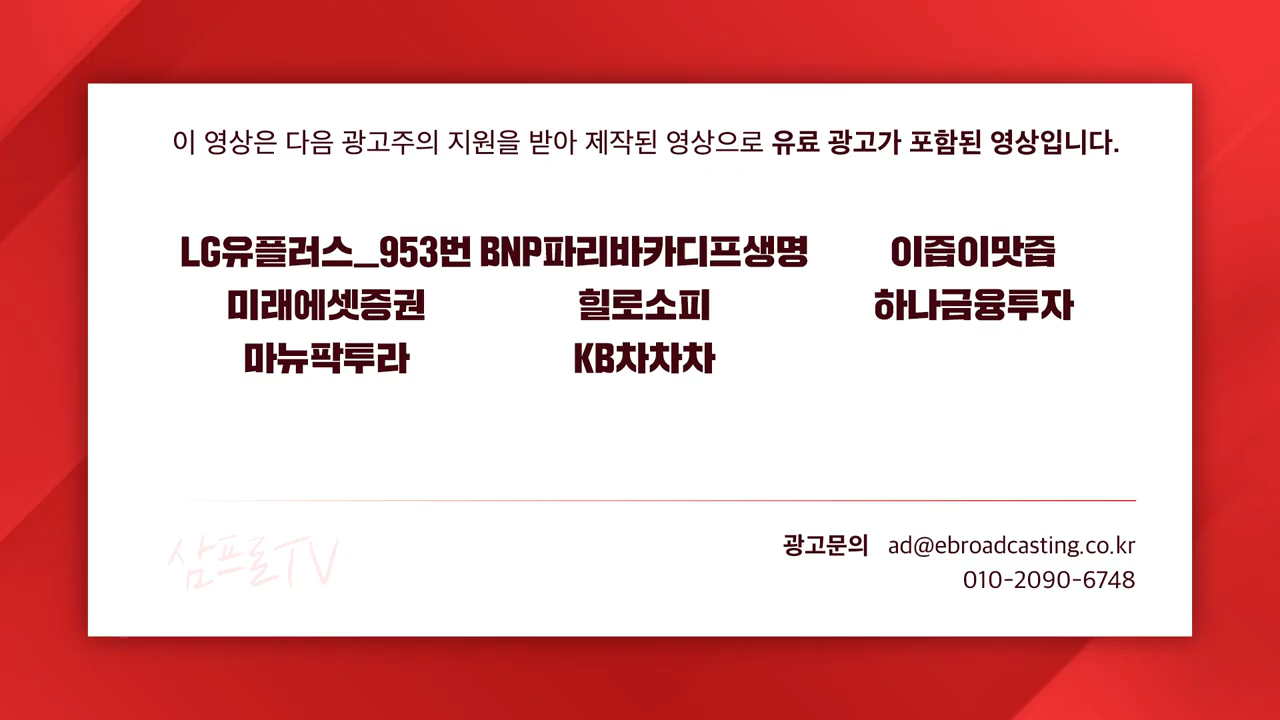 이 영상은 다음 광고주의 지원을 받아 제작된 영상으로 유료 광고가 포함된 영상입니다.
LG유플러스_953번 BNP파리바카디프생명 이즙이맛즙
미래에셋증권 힐로소피 하나금융투자
마뉴팍투라 KB차차차
삼프로TV
광고문의 ad@ebroadcasting.co.kr
010-2090-6748